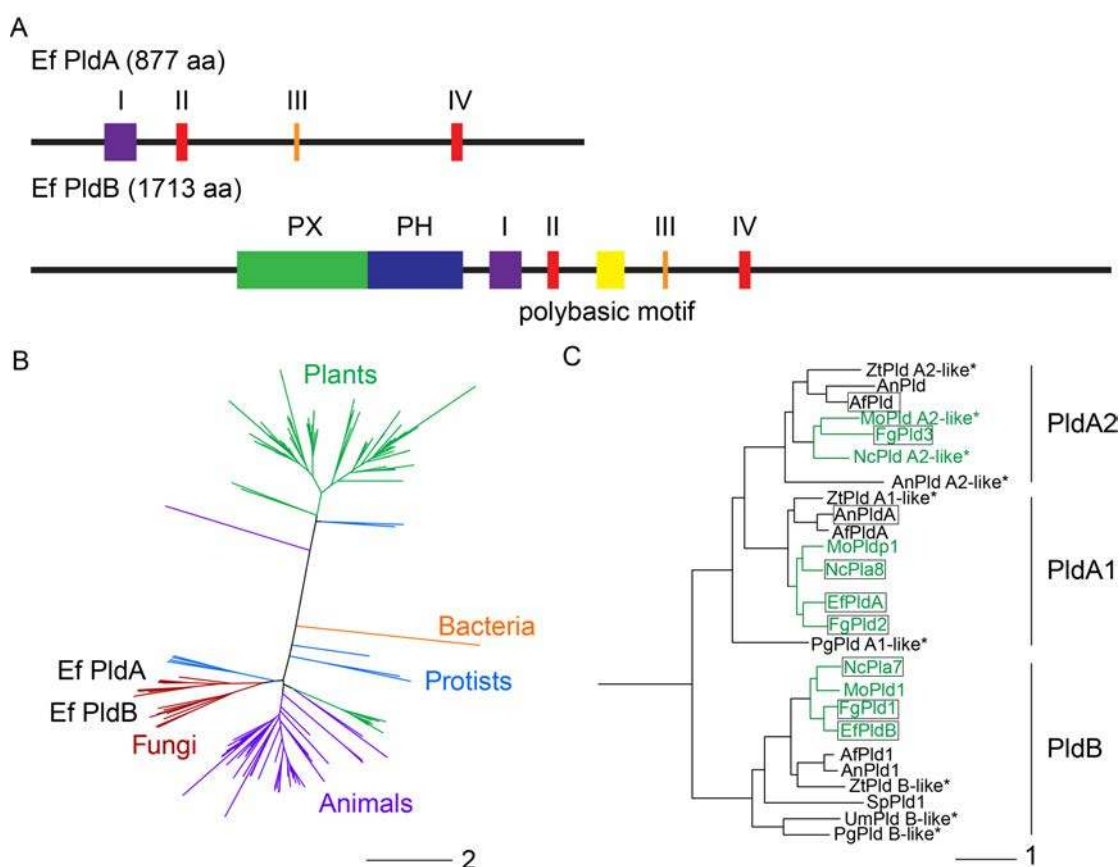 A
Ef PldA (877 aa)
I II III IV
Ef PldB (1713 aa)
PX PH I II III IV
polybasic motif
B
Plants
Bacteria
Protists
Ef PldA
Ef PldB
Fungi
Animals
2
C
ZtPld A2-like*
AnPld
AfPld
MoPld A2-like*
FgPld3
NcPld A2-like*
AnPld A2-like*
PldA2
ZtPld A1-like*
AnPldA
AfPldA
MoPldp1
NcPla8
EfPldA
FgPld2
PgPld A1-like*
PldA1
NcPla7
MoPld1
FgPld1
EfPldB
AfPld1
AnPld1
ZtPld B-like*
SpPld1
UmPld B-like*
PgPld B-like*
PldB
1